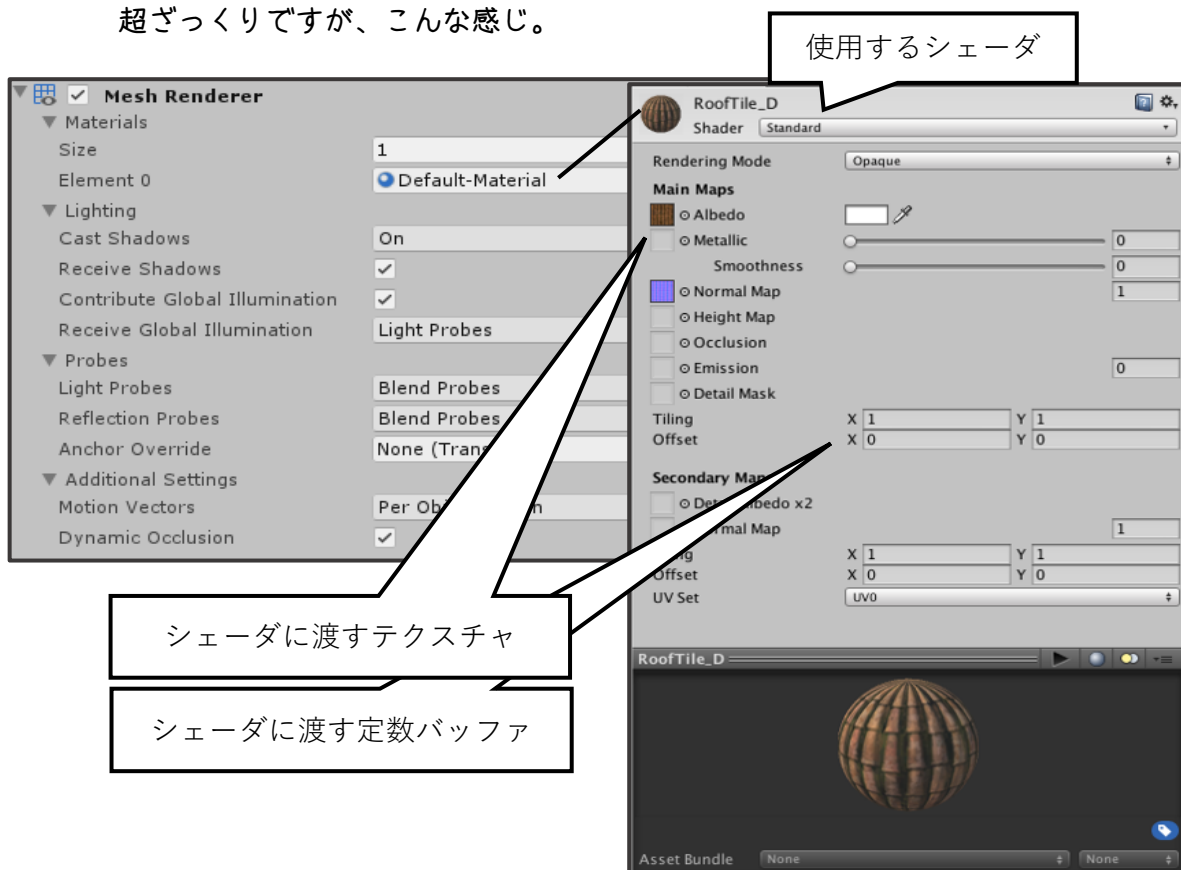 超ざっくりですが、こんな感じ。
使用するシェーダ
Mesh Renderer
Materials
Size 1
Element 0 Default-Material
Lighting
Cast Shadows On
Receive Shadows
Contribute Global Illumination
Receive Global Illumination Light Probes
Probes
Light Probes Blend Probes
Reflection Probes Blend Probes
Anchor Override None (Trans
Additional Settings
Motion Vectors Per Ob
Dynamic Occlusion
RoofTile_D
Shader Standard
Rendering Mode Opaque
Main Maps
Albedo
Metallic 0
Smoothness 0
Normal Map 1
Height Map
Occlusion
Emission 0
Detail Mask
Tiling X 1 Y 1
Offset X 0 Y 0
Secondary Ma
Det bedo x2
rmal Map 1
g X 1 Y 1
Offset X 0 Y 0
UV Set UV0
シェーダに渡すテクスチャ
シェーダに渡す定数バッファ
RoofTile_D
Asset Bundle None None